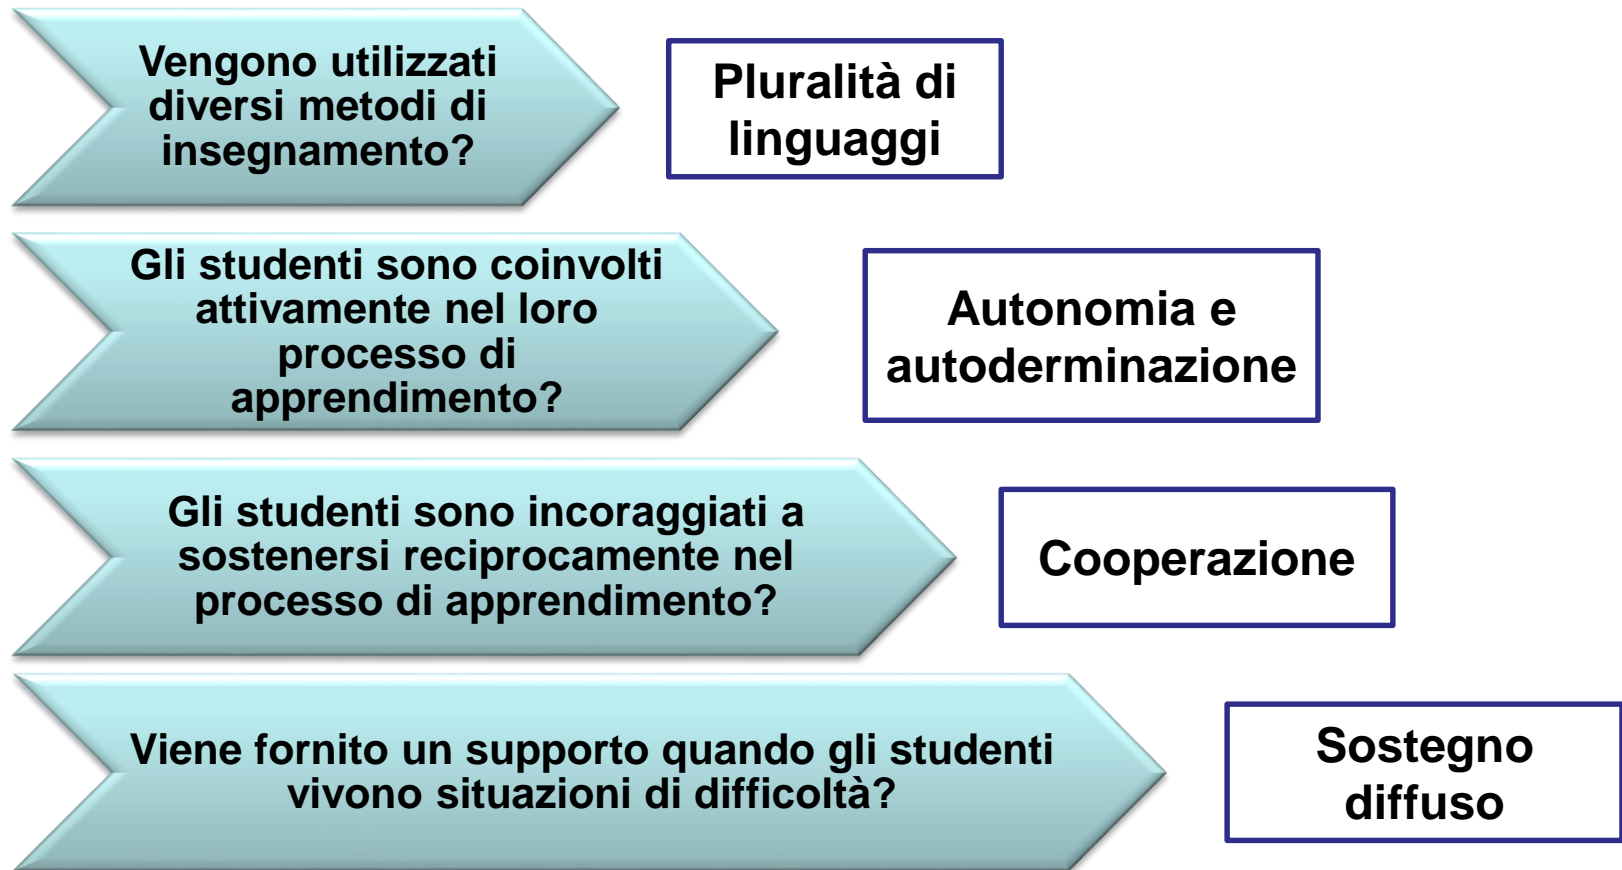 Vengono utilizzati
diversi metodi di
insegnamento?
Pluralità di
linguaggi
Gli studenti sono coinvolti
attivamente nel loro
processo di
apprendimento?
Autonomia e
autoderminazione
Gli studenti sono incoraggiati a
sostenersi reciprocamente nel
processo di apprendimento?
Cooperazione
Viene fornito un supporto quando gli studenti
vivono situazioni di difficoltà?
Sostegno
diffuso